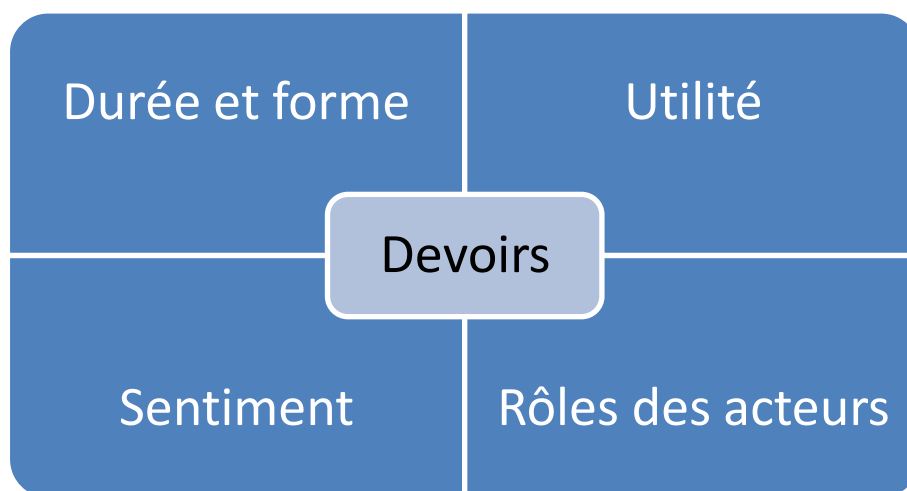 Durée et forme
Utilité
Devoirs
Sentiment
Rôles des acteurs